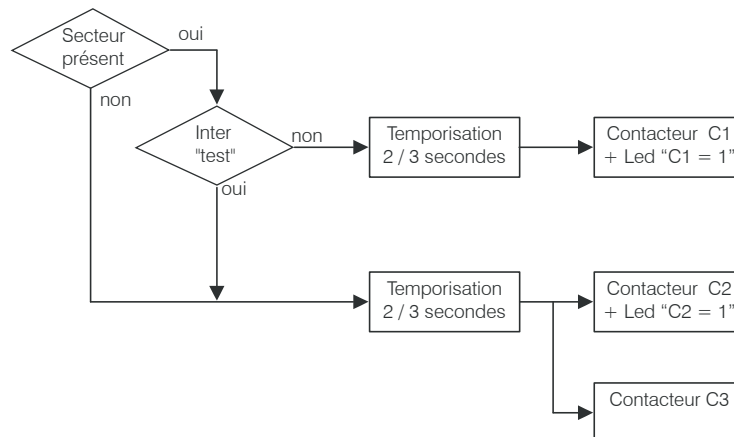 Secteur
présent
oui
non
Inter
"test"
non
oui
Temporisation
2 / 3 secondes
Contacteur C1
+ Led “C1 = 1”
Temporisation
2 / 3 secondes
Contacteur C2
+ Led “C2 = 1”
Contacteur C3